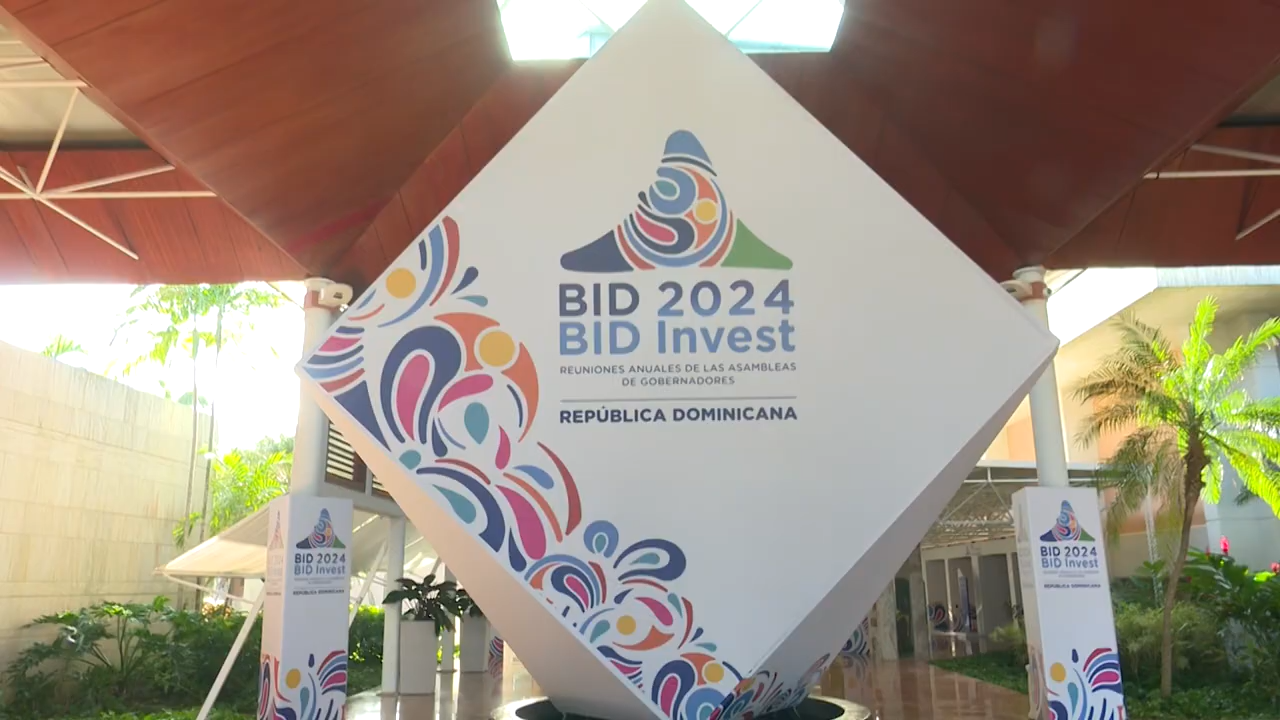 BID 2024
BID Invest
REUNIONES ANUALES DE LAS ASAMBLEAS
DE GOBERNADORES
REPÚBLICA DOMINICANA
BID 2024
BID Invest
REPÚBLICA DOMINICANA
BID 2024
BID Invest
REPÚBLICA DOMINICANA